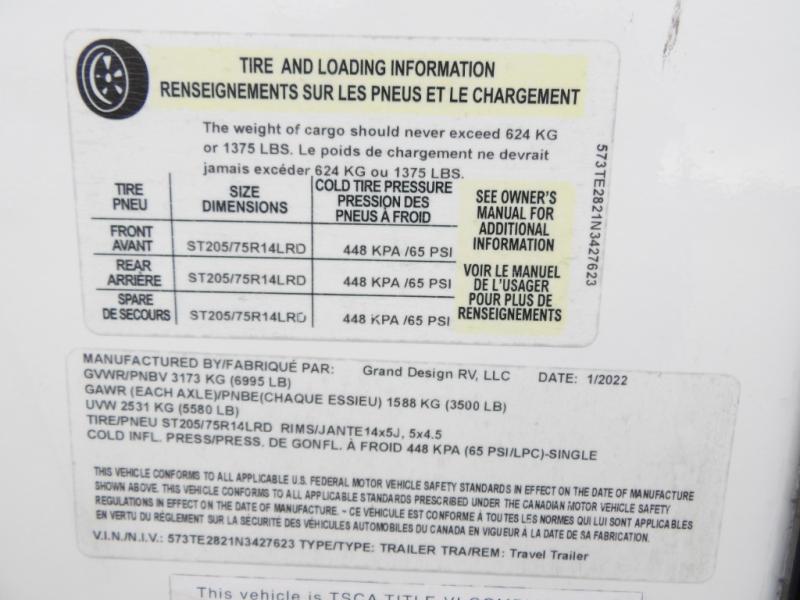 TIRE AND LOADING INFORMATION
RENSEIGNEMENTS SUR LES PNEUS ET LE CHARGEMENT
The weight of cargo should never exceed 624 KG
or 1375 LBS. Le poids de chargement ne devrait
jamais excéder 624 KG ou 1375 LBS.
TIRE
PNEU
SIZE
DIMENSIONS
COLD TIRE PRESSURE
PRESSION DES
PNEUS À FROID
FRONT
AVANT
ST205/75R14LRD
448 KPA /65 PSI
REAR
ARRIÈRE
ST205/75R14LRD
448 KPA /65 PSI
SPARE
DE SECOURS
ST205/75R14LRD
448 KPA /65 PSI
SEE OWNER'S
MANUAL FOR
ADDITIONAL
INFORMATION
VOIR LE MANUEL
DE L'USAGER
POUR PLUS DE
RENSEIGNEMENTS
573TE2821N3427623
MANUFACTURED BY/FABRIQUÉ PAR: Grand Design RV, LLC DATE: 1/2022
GVWR/PNBV 3173 KG (6995 LB)
GAWR (EACH AXLE)/PNBE(CHAQUE ESSIEU) 1588 KG (3500 LB)
UVW 2531 KG (5580 LB)
TIRE/PNEU ST205/75R14LRD RIMS/JANTE14x5J, 5x4.5
COLD INFL. PRESS/PRESS. DE GONFL. À FROID 448 KPA (65 PSI/LPC)-SINGLE
THIS VEHICLE CONFORMS TO ALL APPLICABLE U.S. FEDERAL MOTOR VEHICLE SAFETY STANDARDS IN EFFECT ON THE DATE OF MANUFACTURE
SHOWN ABOVE. THIS VEHICLE CONFORMS TO ALL APPLICABLE STANDARDS PRESCRIBED UNDER THE CANADIAN MOTOR VEHICLE SAFETY
REGULATIONS IN EFFECT ON THE DATE OF MANUFACTURE. - CE VÉHICULE EST CONFORME À TOUTES LES NORMES QUI LUI SONT APPLICABLES
EN VERTU DU RÈGLEMENT SUR LA SÉCURITÉ DES VÉHICULES AUTOMOBILES DU CANADA EN VIGUEUR À LA DATE DE SA FABRICATION.
V.I.N./N.I.V.: 573TE2821N3427623 TYPE/TYPE: TRAILER TRA/REM: Travel Trailer
This vehicle is TSCA TITLE VI